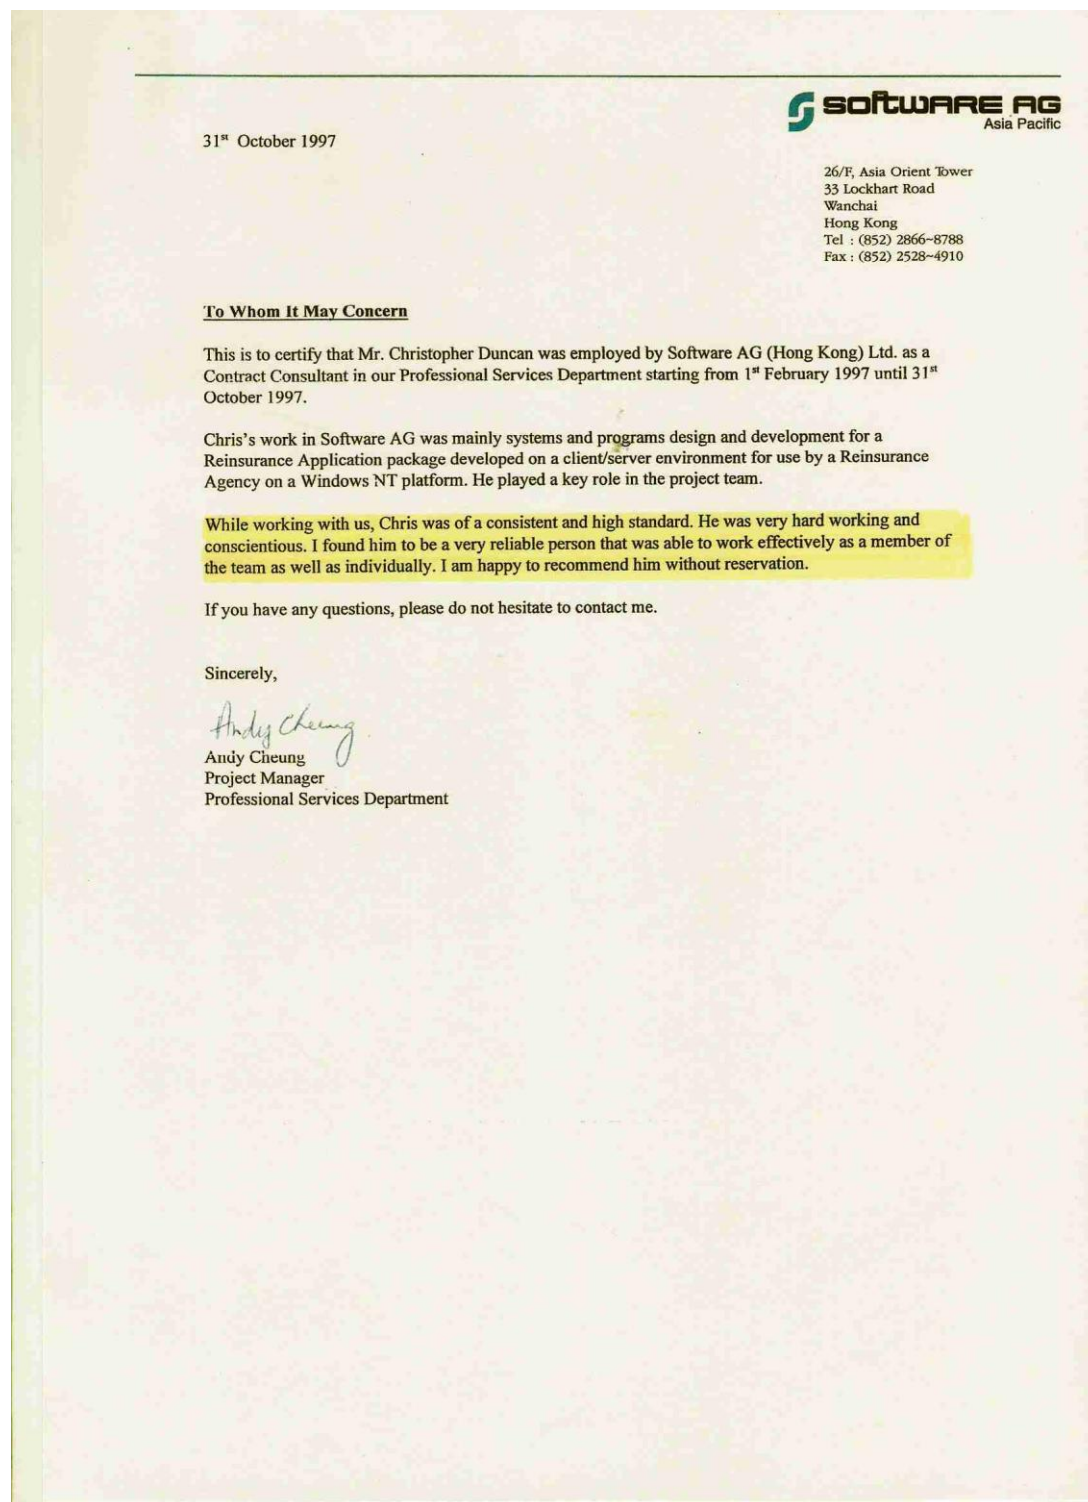 SOFTWARE AG
Asia Pacific
31st October 1997
26/F, Asia Orient Tower
33 Lockhart Road
Wanchai
Hong Kong
Tel : (852) 2866~8788
Fax : (852) 2528~4910
To Whom It May Concern
This is to certify that Mr. Christopher Duncan was employed by Software AG (Hong Kong) Ltd. as a
Contract Consultant in our Professional Services Department starting from 1st February 1997 until 31st
October 1997.
Chris's work in Software AG was mainly systems and programs design and development for a
Reinsurance Application package developed on a client/server environment for use by a Reinsurance
Agency on a Windows NT platform. He played a key role in the project team.
While working with us, Chris was of a consistent and high standard. He was very hard working and
conscientious. I found him to be a very reliable person that was able to work effectively as a member of
the team as well as individually. I am happy to recommend him without reservation.
If you have any questions, please do not hesitate to contact me.
Sincerely,
Andy Cheung
Andy Cheung
Project Manager
Professional Services Department